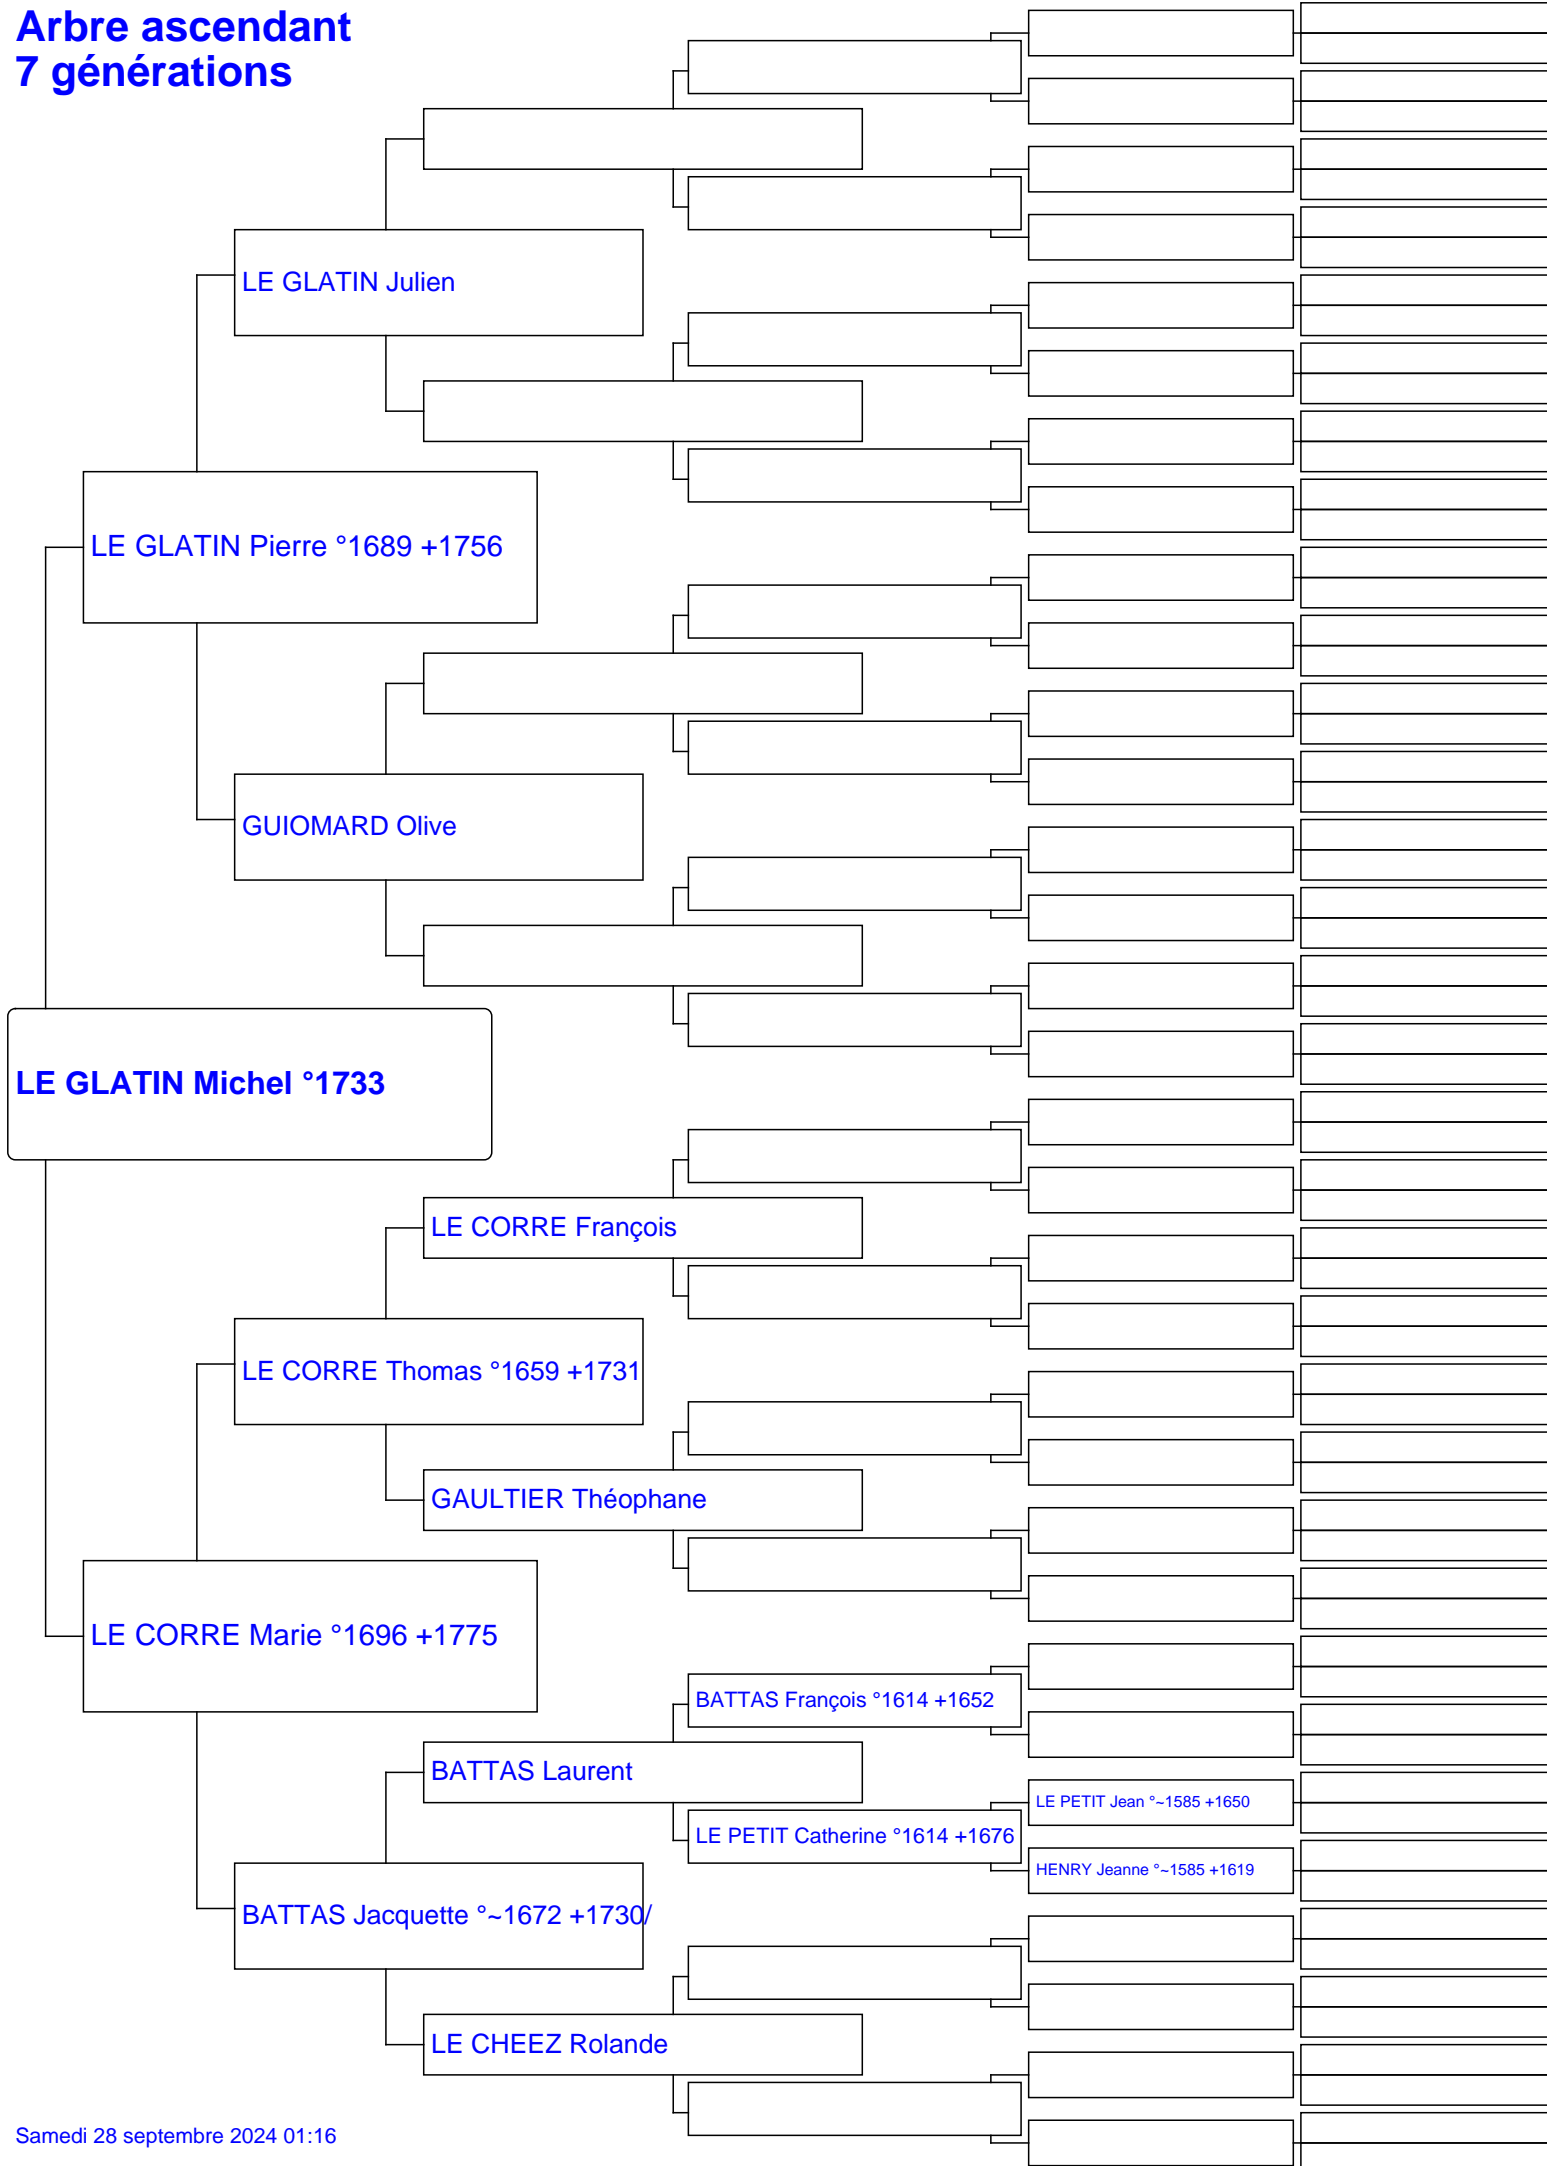 Arbre ascendant
7 générations
LE GLATIN Julien
LE GLATIN Pierre °1689 +1756
GUIOMARD Olive
LE GLATIN Michel °1733
LE CORRE François
LE CORRE Thomas °1659 +1731
GAULTIER Théophane
LE CORRE Marie °1696 +1775
BATTAS François °1614 +1652
BATTAS Laurent
LE PETIT Jean °~1585 +1650
LE PETIT Catherine °1614 +1676
HENRY Jeanne °~1585 +1619
BATTAS Jacquette °~1672 +1730/
LE CHEEZ Rolande
Samedi 28 septembre 2024 01:16